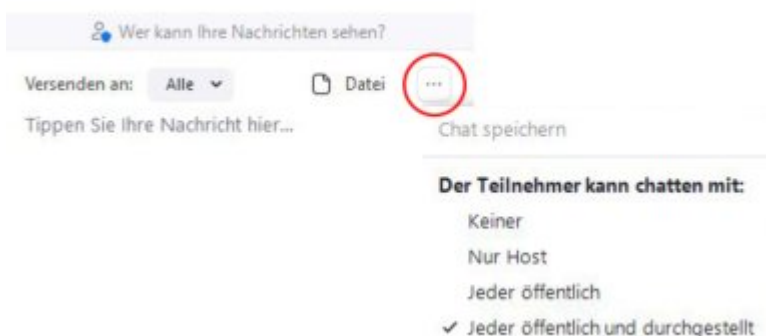 Wer kann Ihre Nachrichten sehen?
Versenden an: Alle Datei ...
Tippen Sie Ihre Nachricht hier...
Chat speichern
Der Teilnehmer kann chatten mit:
Keiner
Nur Host
Jeder öffentlich
✓ Jeder öffentlich und durchgestellt